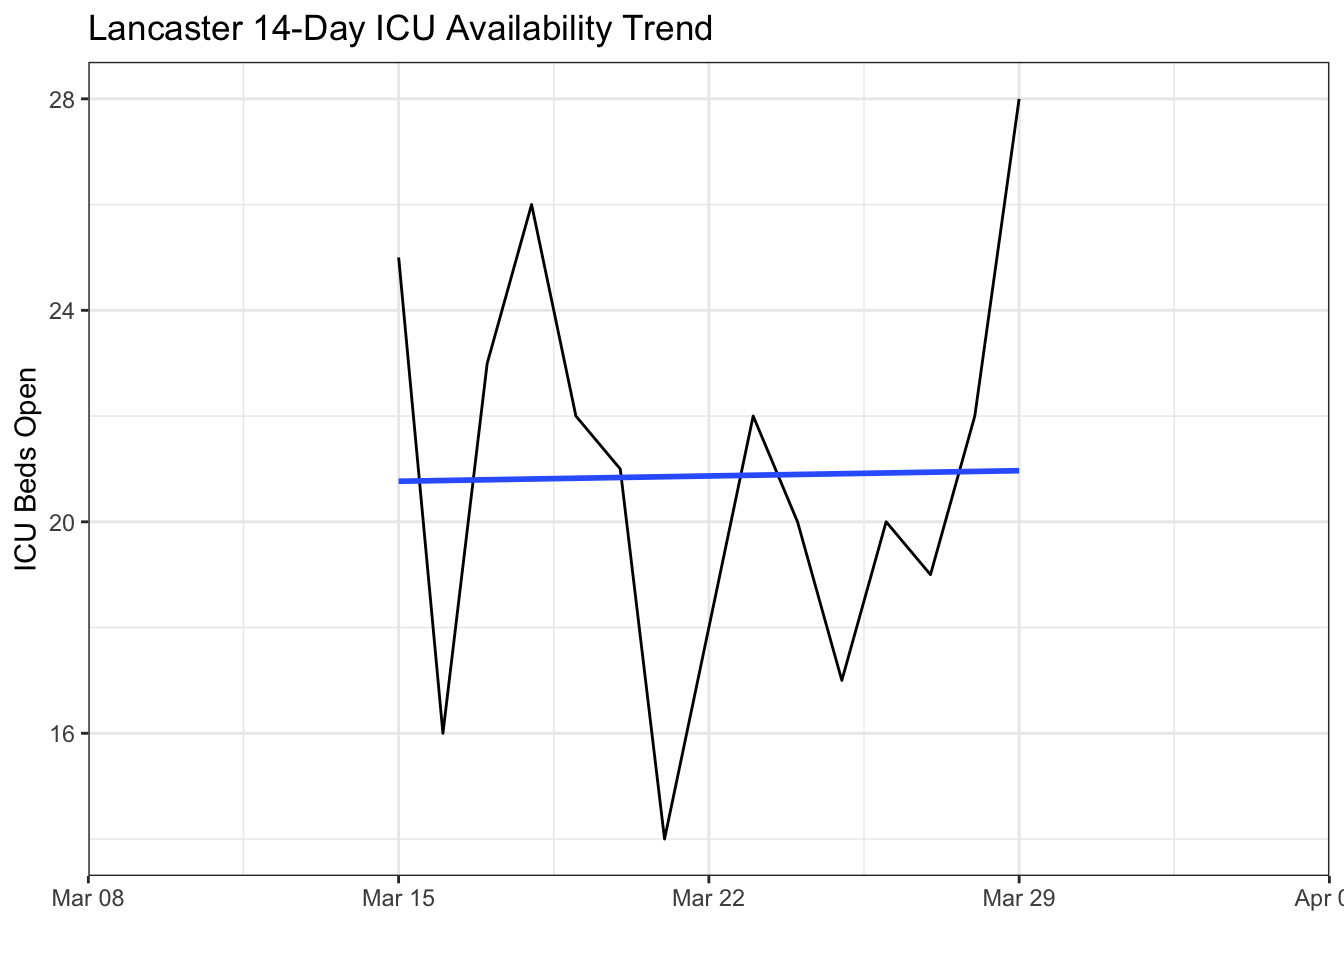 Lancaster 14-Day ICU Availability Trend
28
24
20
16
ICU Beds Open
Mar 08 Mar 15 Mar 22 Mar 29 Apr